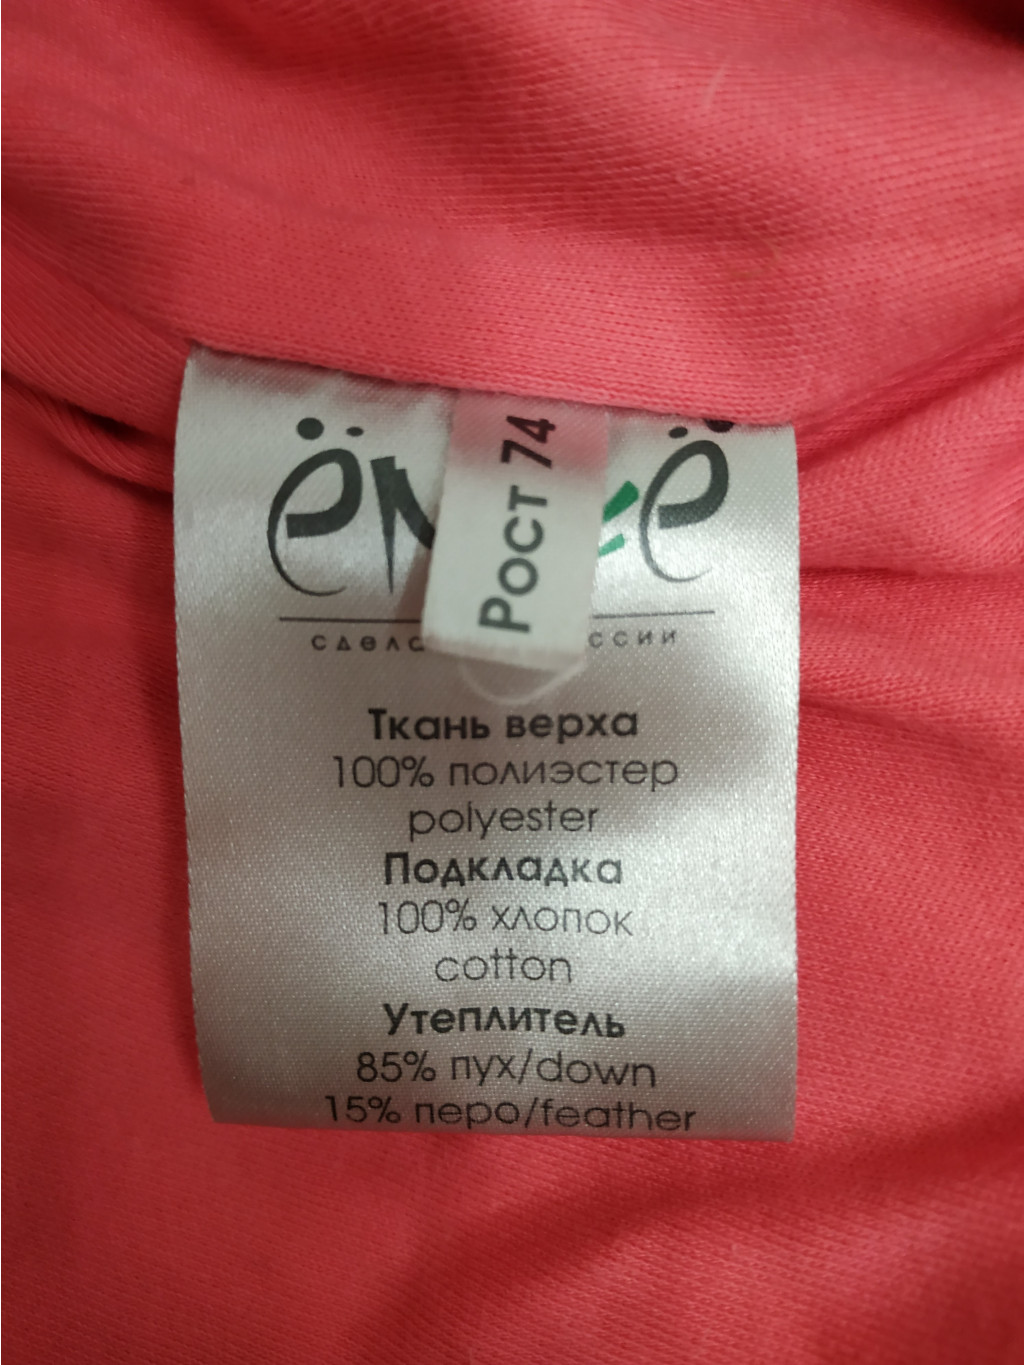 Рост 74
Ткань верха
100% полиэстер
polyester
Подкладка
100% хлопок
cotton
Утеплитель
85% пух/down
15% перо/feather